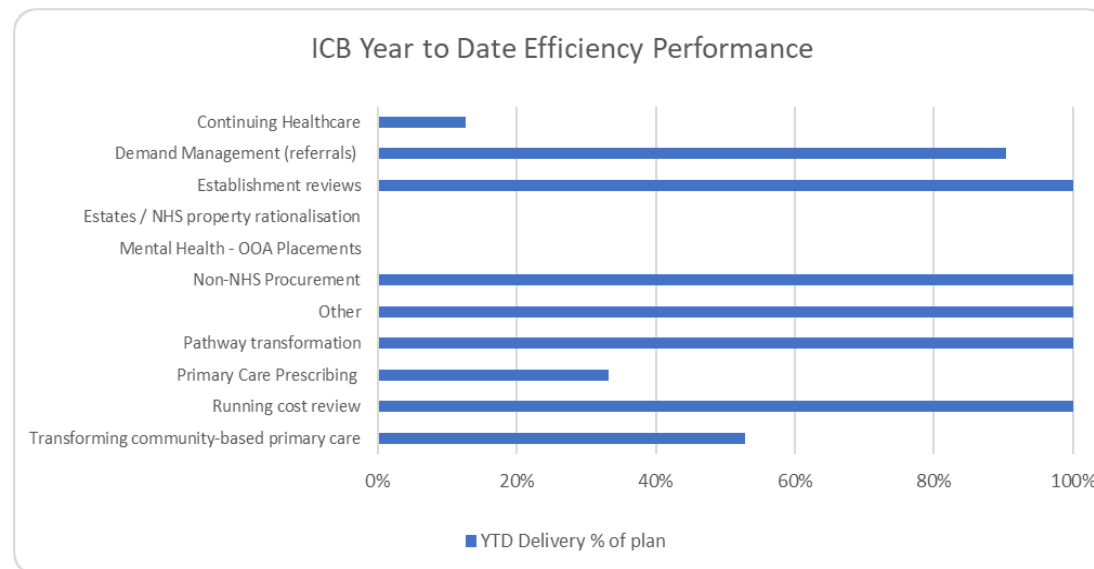 ICB Year to Date Efficiency Performance
Continuing Healthcare
Demand Management (referrals)
Establishment reviews
Estates / NHS property rationalisation
Mental Health - OOA Placements
Non-NHS Procurement
Other
Pathway transformation
Primary Care Prescribing
Running cost review
Transforming community-based primary care
0% 20% 40% 60% 80% 100%
YTD Delivery % of plan